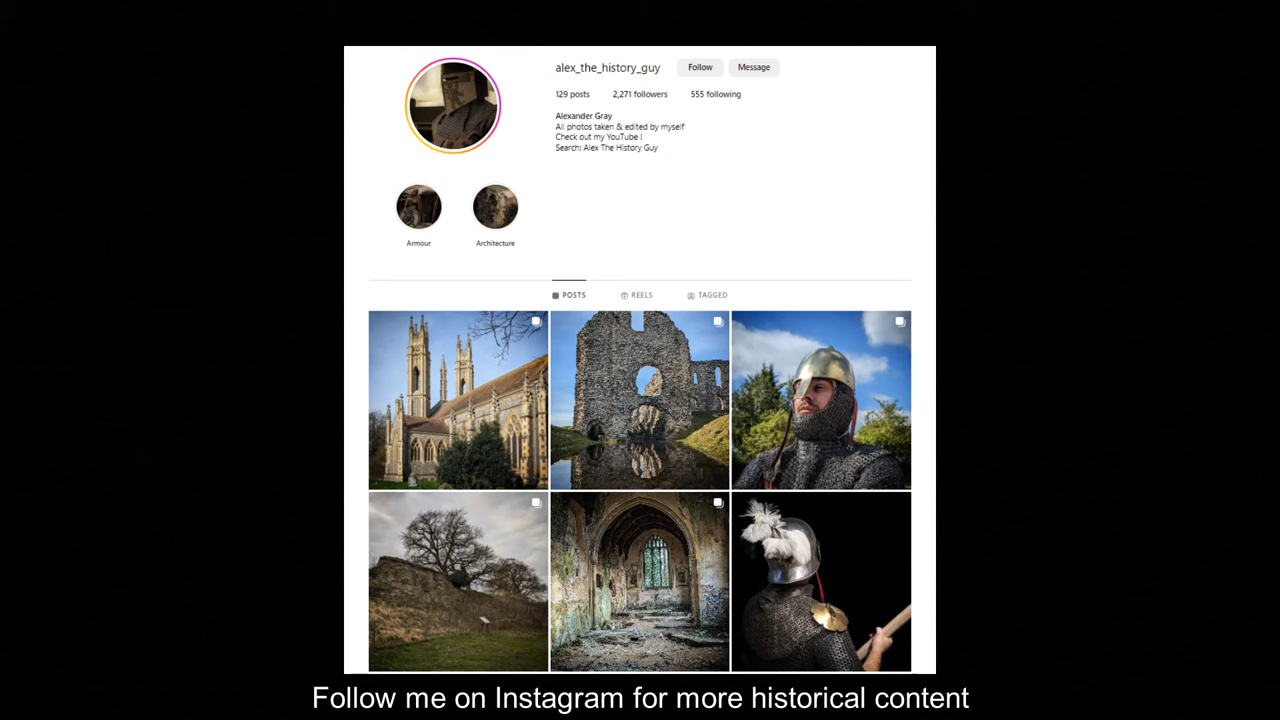 alex_the_history_guy Follow Message
129 posts 2,271 followers 555 following
Alexander Gray
All photos taken & edited by myself
Check out my YouTube !
Search: Alex The History Guy
Armour Architecture
POSTS REELS TAGGED
Follow me on Instagram for more historical content